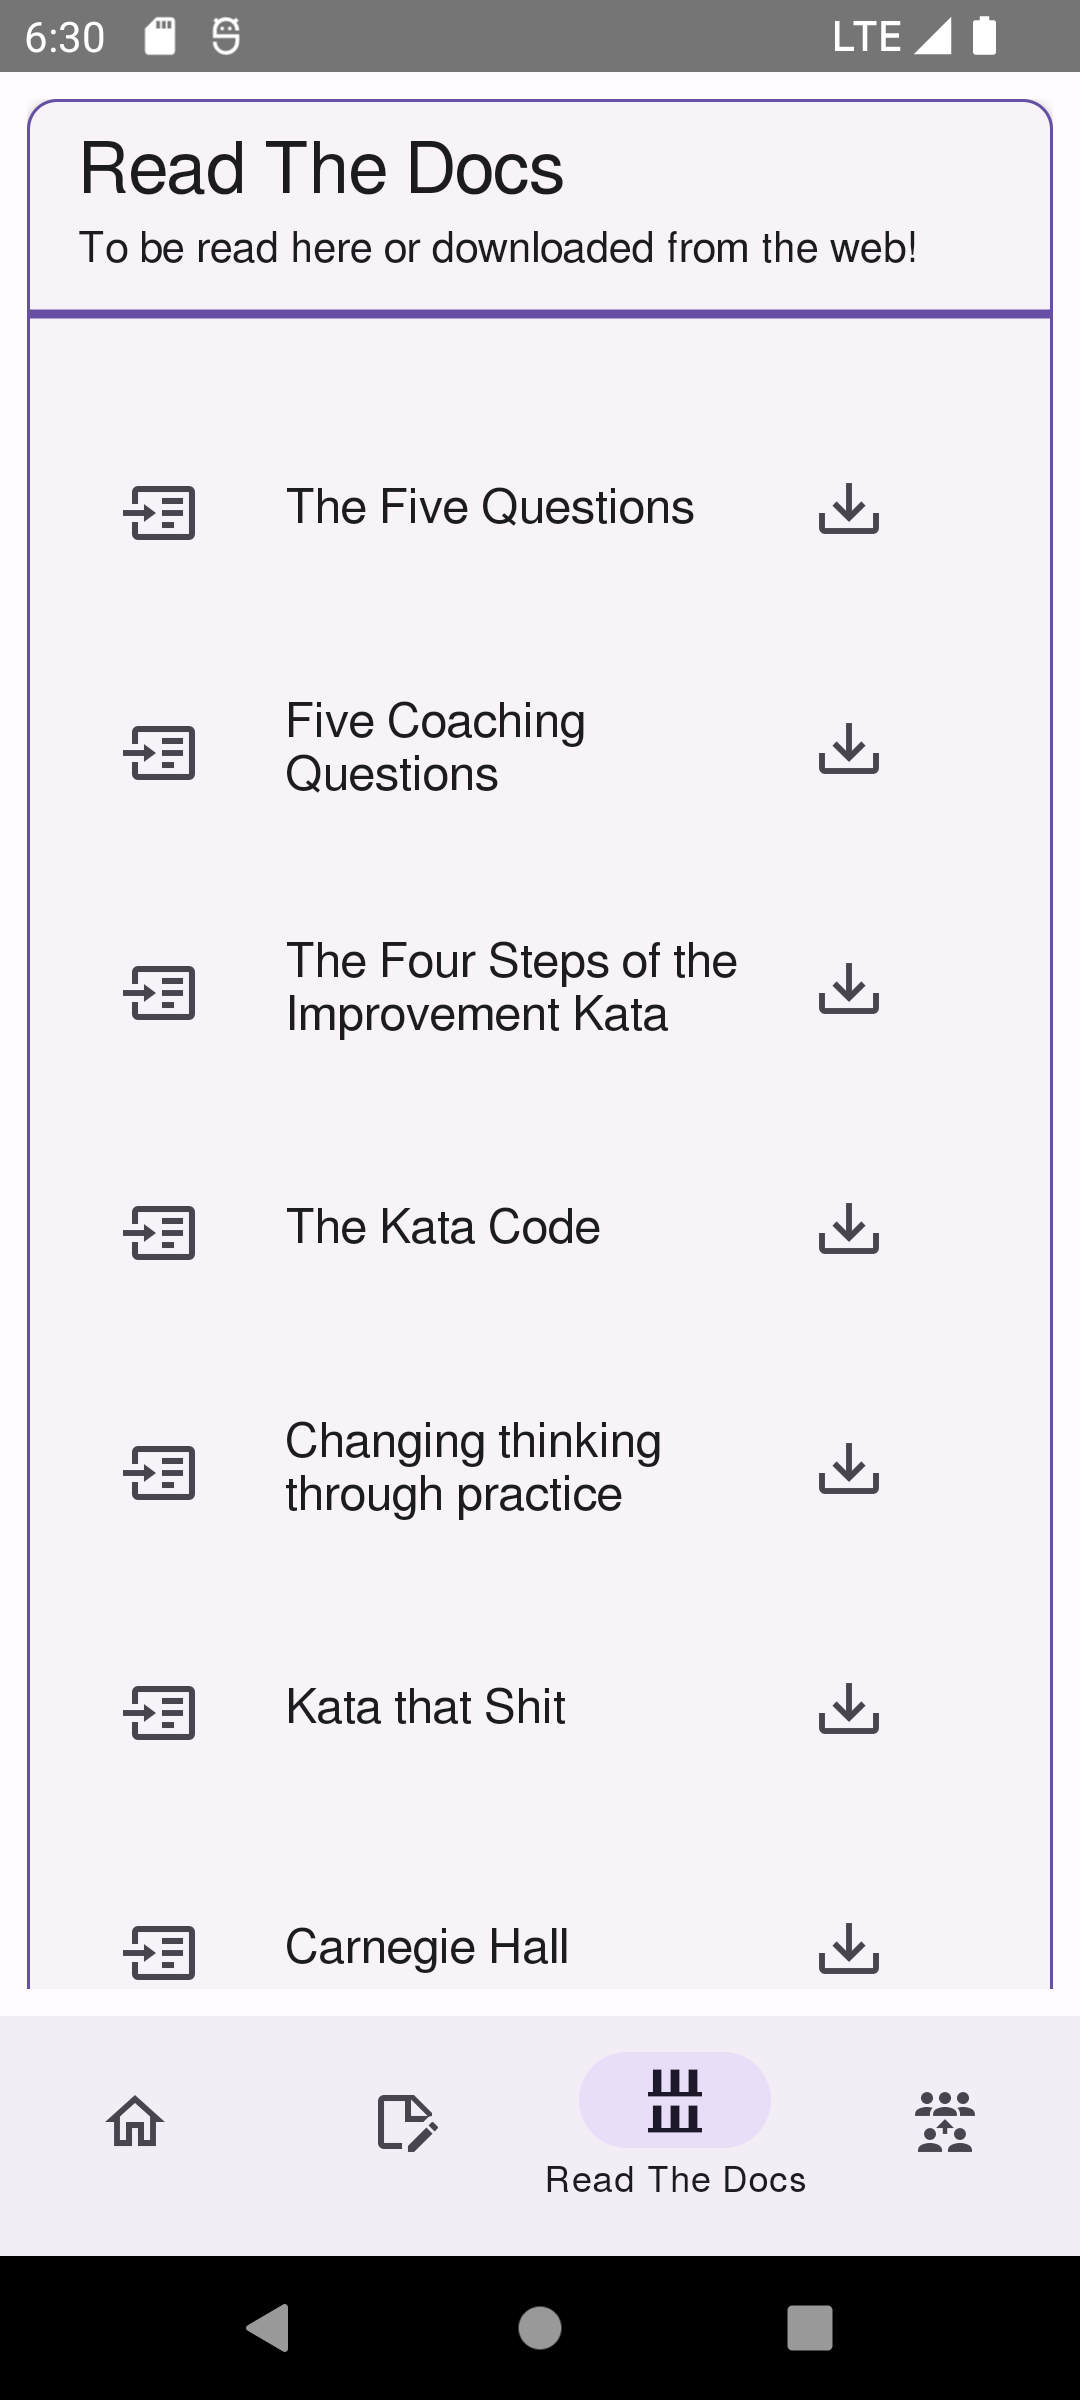 6:30
LTE
Read The Docs
To be read here or downloaded from the web!
The Five Questions
Five Coaching
Questions
The Four Steps of the
Improvement Kata
The Kata Code
Changing thinking
through practice
Kata that Shit
Carnegie Hall
Read The Docs